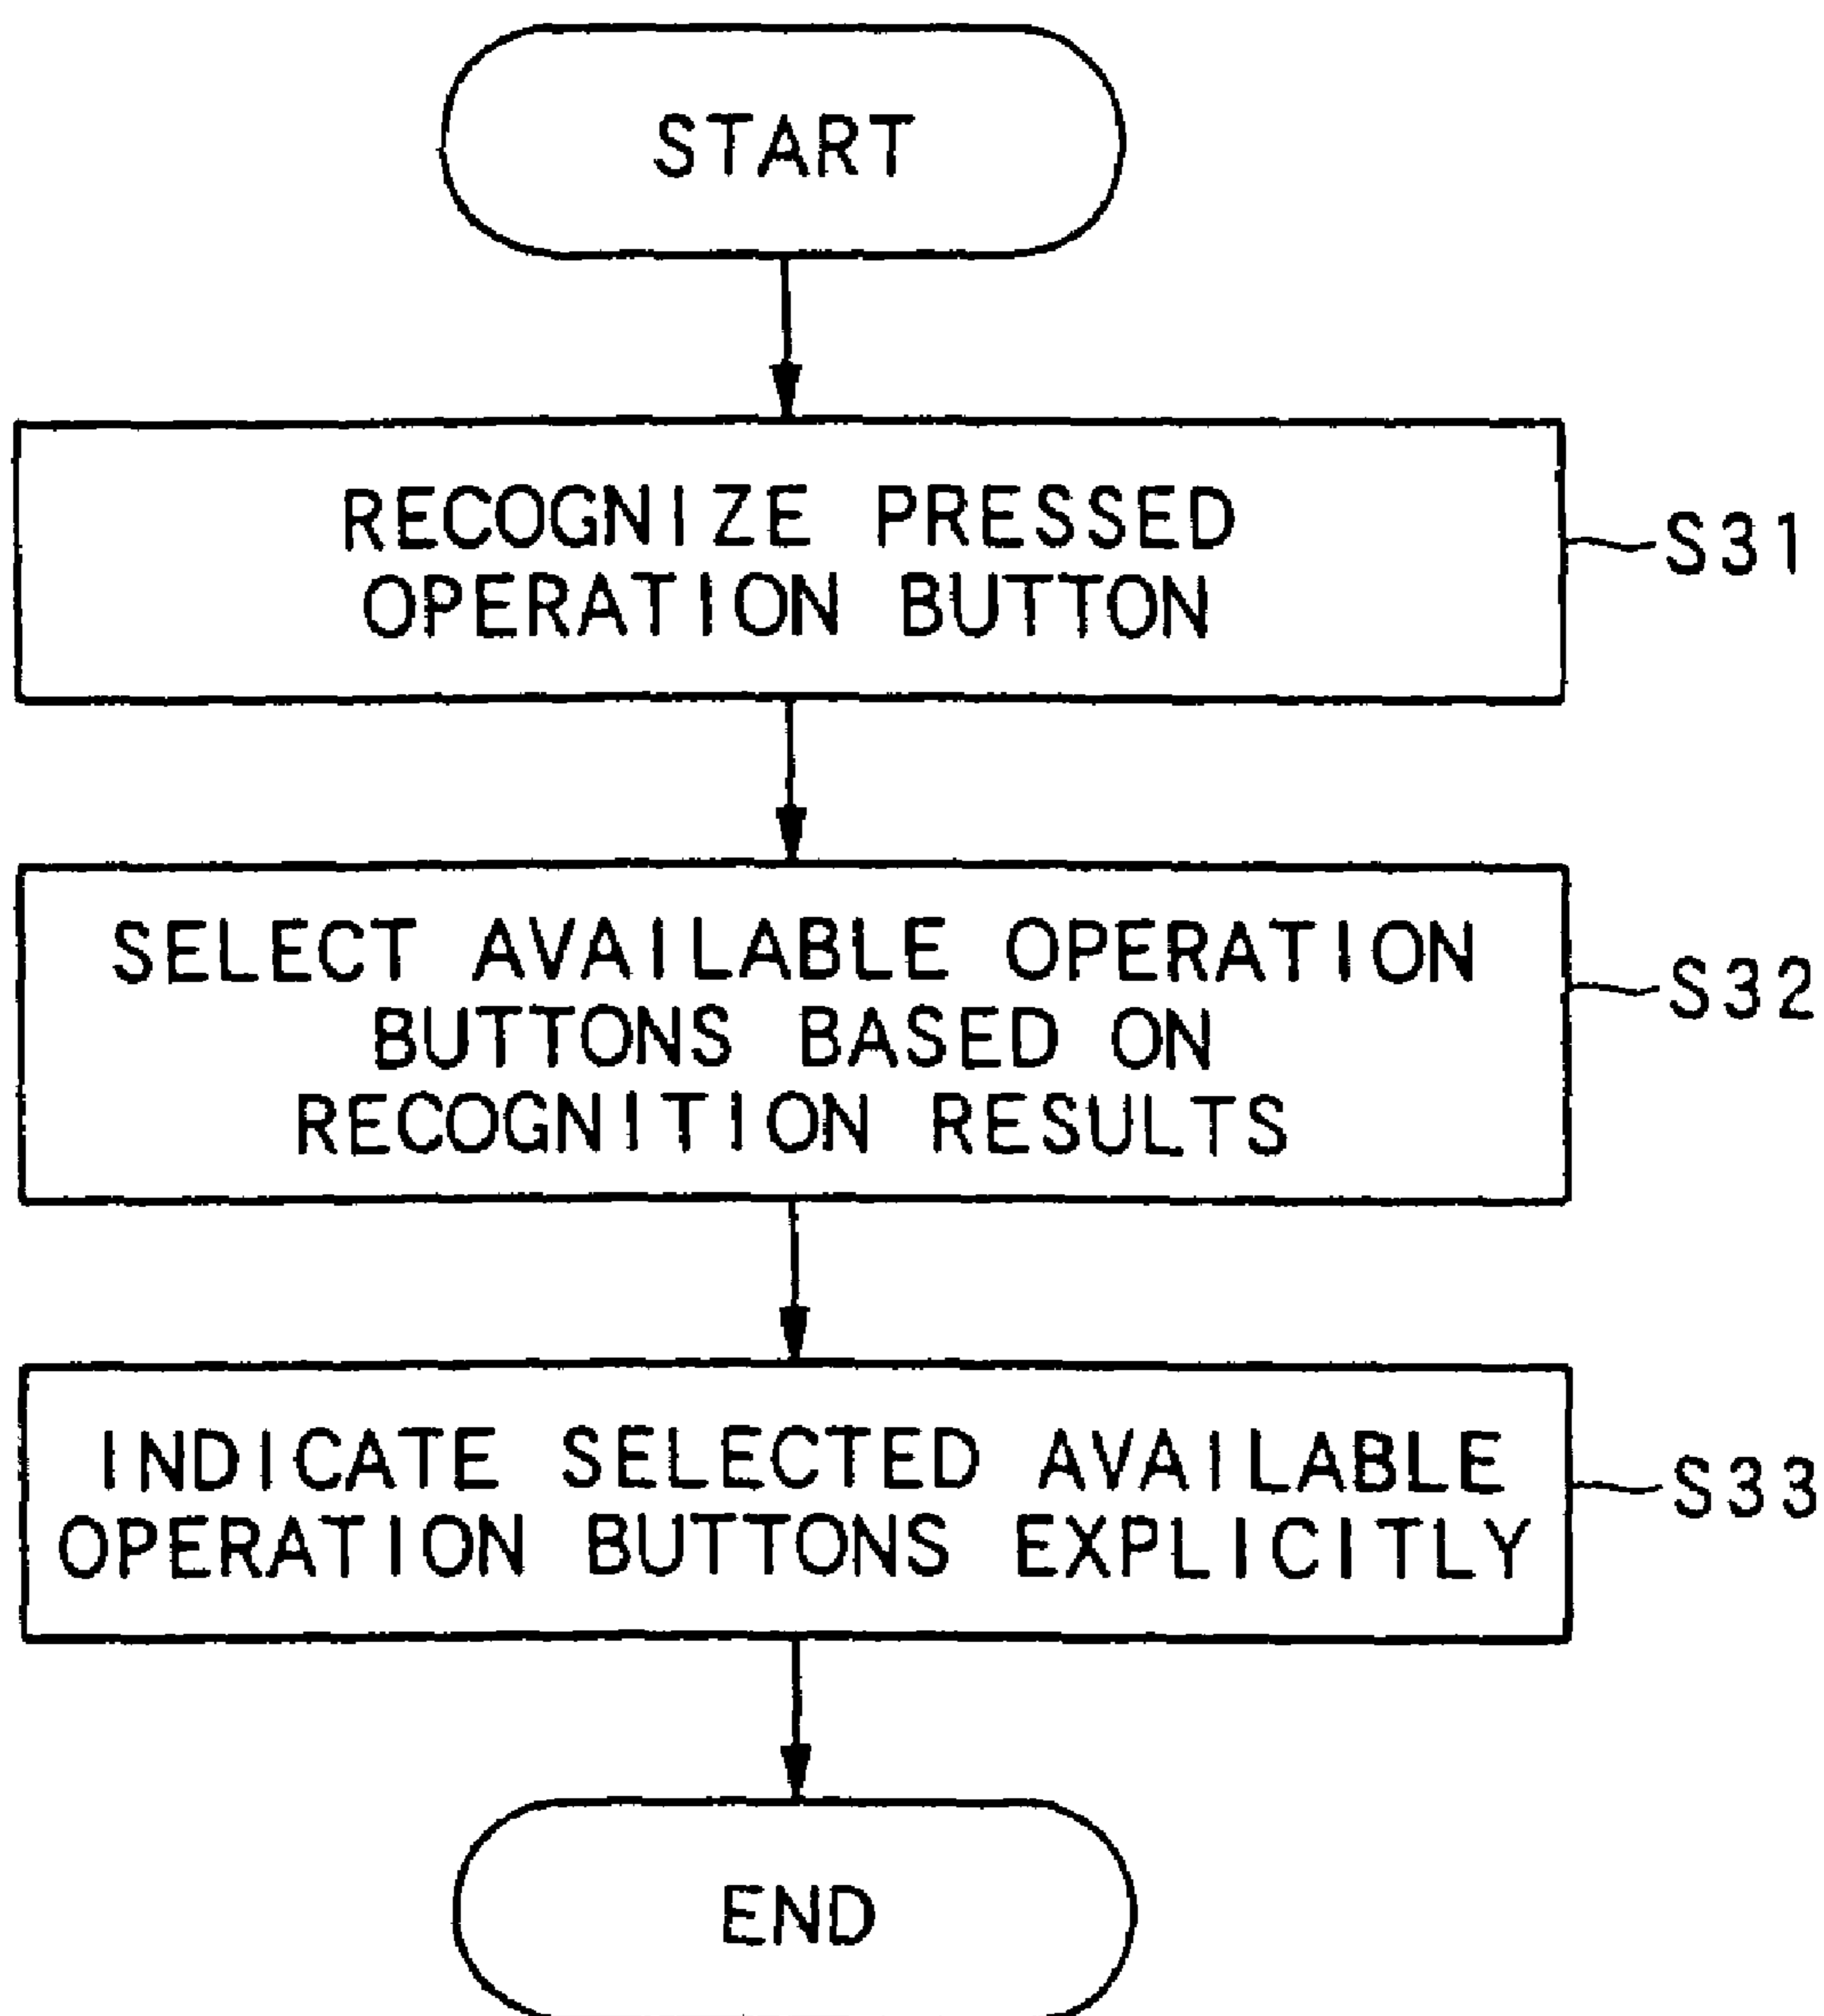 START
RECOGNIZE PRESSED
OPERATION BUTTON
S31
SELECT AVAILABLE OPERATION
BUTTONS BASED ON
RECOGNITION RESULTS
S32
INDICATE SELECTED AVAILABLE
OPERATION BUTTONS EXPLICITLY
S33
END